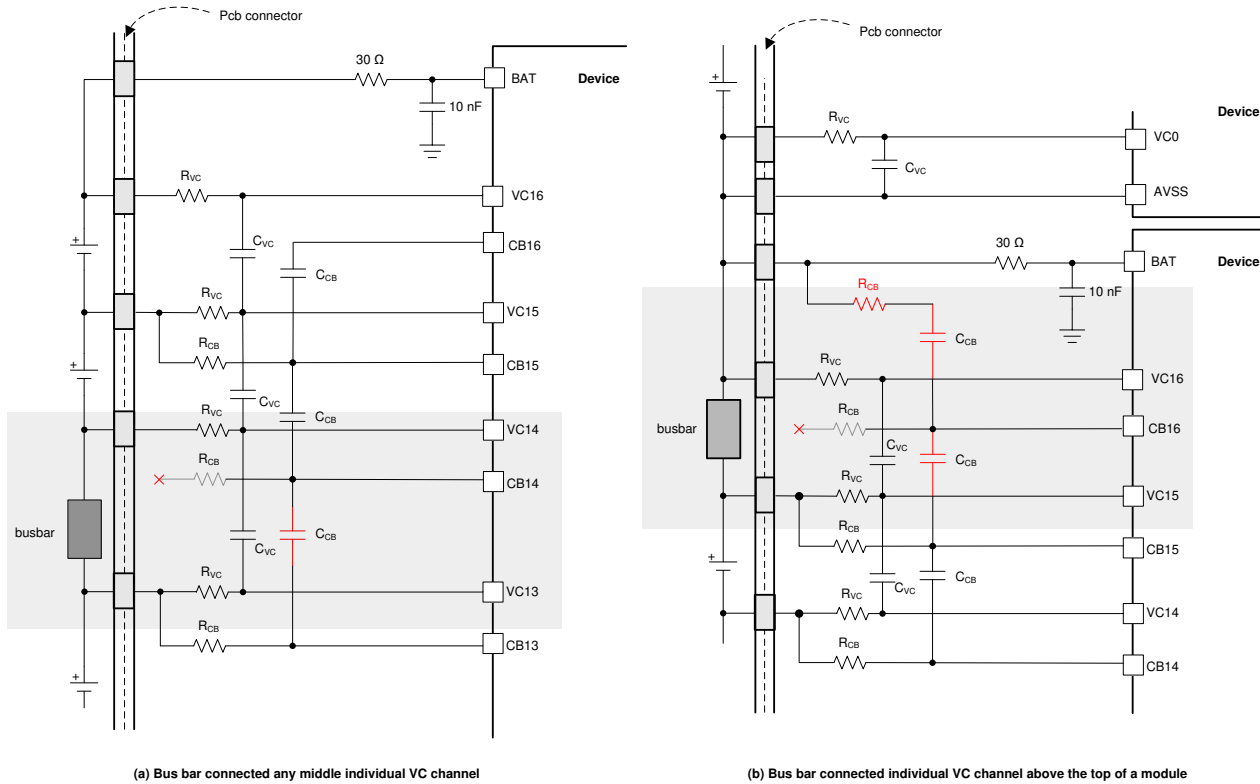 Pcb connector
30 Ω
BAT
Device
10 nF
RVC
VC16
CVC
CB16
CCB
RVC
VC15
RCB
CB15
CVC
RVC
CCB
VC14
RCB
CB14
busbar
CCB
CVC
RVC
VC13
RCB
CB13
(a) Bus bar connected any middle individual VC channel
Pcb connector
Device
RVC
VC0
CVC
AVSS
30 Ω
BAT
Device
RCB
10 nF
CCB
RVC
VC16
RCB
busbar
CB16
CVC
CCB
RVC
VC15
RCB
CB15
CVC
CCB
RVC
VC14
RCB
CB14
(b) Bus bar connected individual VC channel above the top of a module